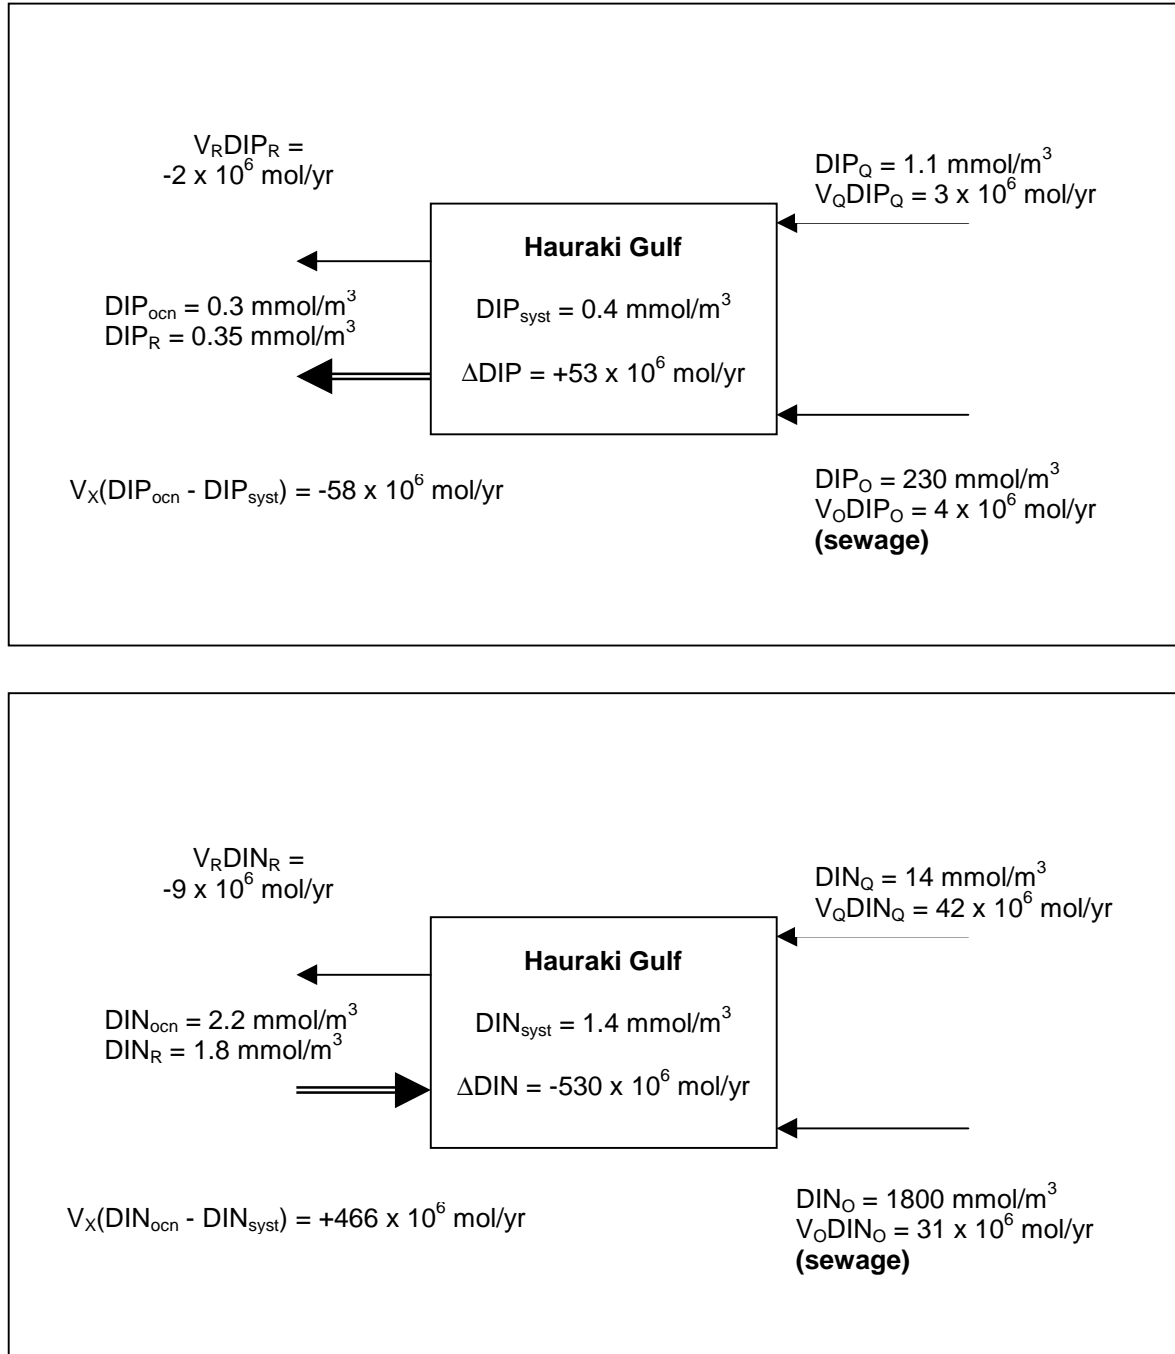 V_RDIP_R =
-2 x 10^6 mol/yr
DIP_Q = 1.1 mmol/m^3
V_QDIP_Q = 3 x 10^6 mol/yr
Hauraki Gulf
DIP_ocn = 0.3 mmol/m^3
DIP_R = 0.35 mmol/m^3
DIP_syst = 0.4 mmol/m^3
ΔDIP = +53 x 10^6 mol/yr
V_X(DIP_ocn - DIP_syst) = -58 x 10^6 mol/yr
DIP_O = 230 mmol/m^3
V_ODIP_O = 4 x 10^6 mol/yr
(sewage)
V_RDIN_R =
-9 x 10^6 mol/yr
DIN_Q = 14 mmol/m^3
V_QDIN_Q = 42 x 10^6 mol/yr
Hauraki Gulf
DIN_ocn = 2.2 mmol/m^3
DIN_R = 1.8 mmol/m^3
DIN_syst = 1.4 mmol/m^3
ΔDIN = -530 x 10^6 mol/yr
V_X(DIN_ocn - DIN_syst) = +466 x 10^6 mol/yr
DIN_O = 1800 mmol/m^3
V_ODIN_O = 31 x 10^6 mol/yr
(sewage)